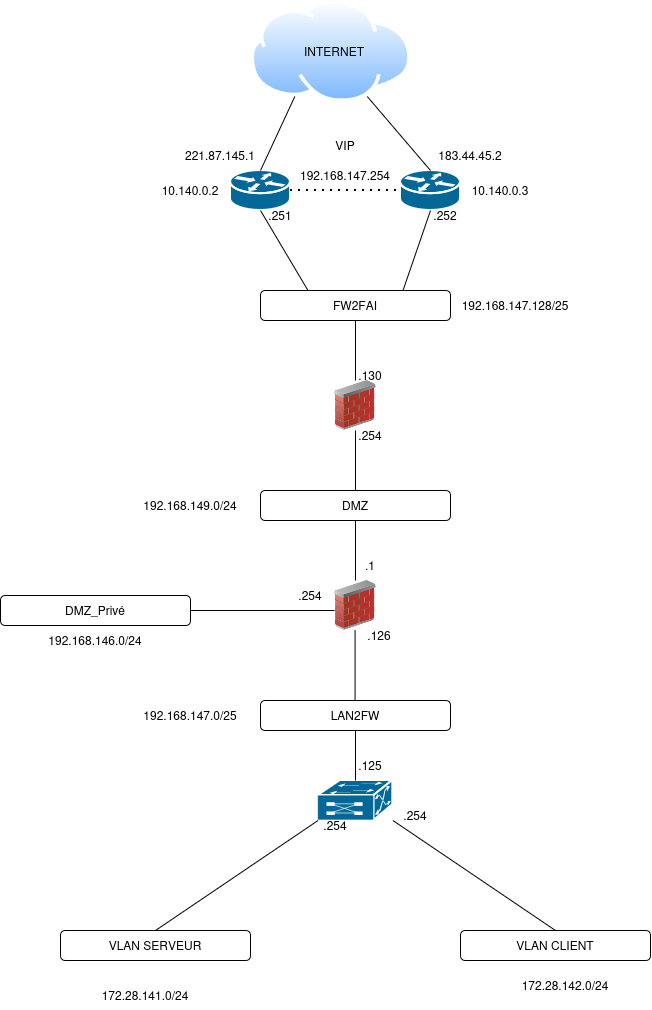 INTERNET
VIP
221.87.145.1
183.44.45.2
192.168.147.254
10.140.0.2
10.140.0.3
.251
.252
FW2FAI
192.168.147.128/25
.130
.254
192.168.149.0/24
DMZ
.1
.254
DMZ_Privé
192.168.146.0/24
.126
192.168.147.0/25
LAN2FW
.125
.254
.254
VLAN SERVEUR
VLAN CLIENT
172.28.141.0/24
172.28.142.0/24